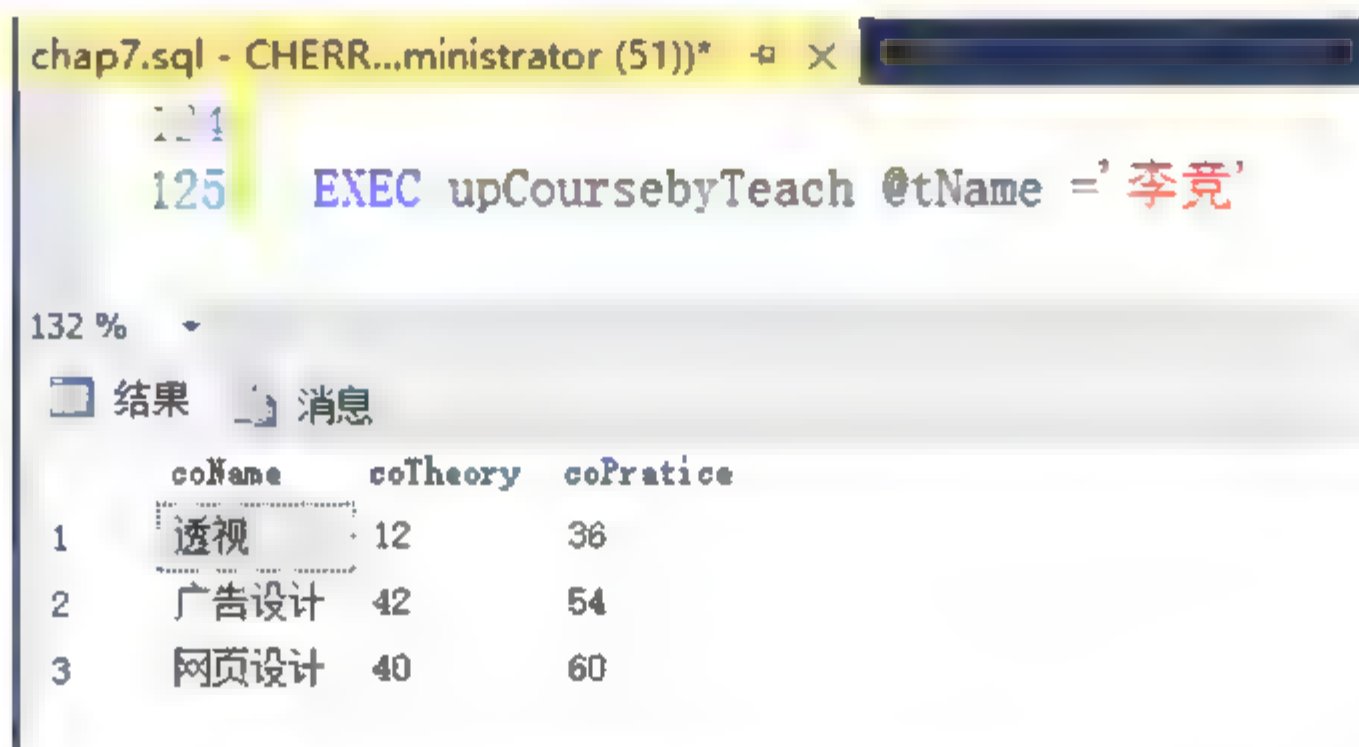 chap7.sql - CHERR...ministrator (51))*
124
125 EXEC upCoursebyTeach @tName ='李竞'
132 %
结果 消息
coName coTheory coPratice
1 透视 12 36
2 广告设计 42 54
3 网页设计 40 60